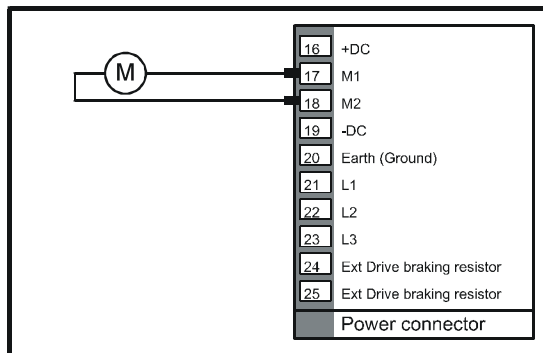 M
16 +DC
17 M1
18 M2
19 -DC
20 Earth (Ground)
21 L1
22 L2
23 L3
24 Ext Drive braking resistor
25 Ext Drive braking resistor
Power connector